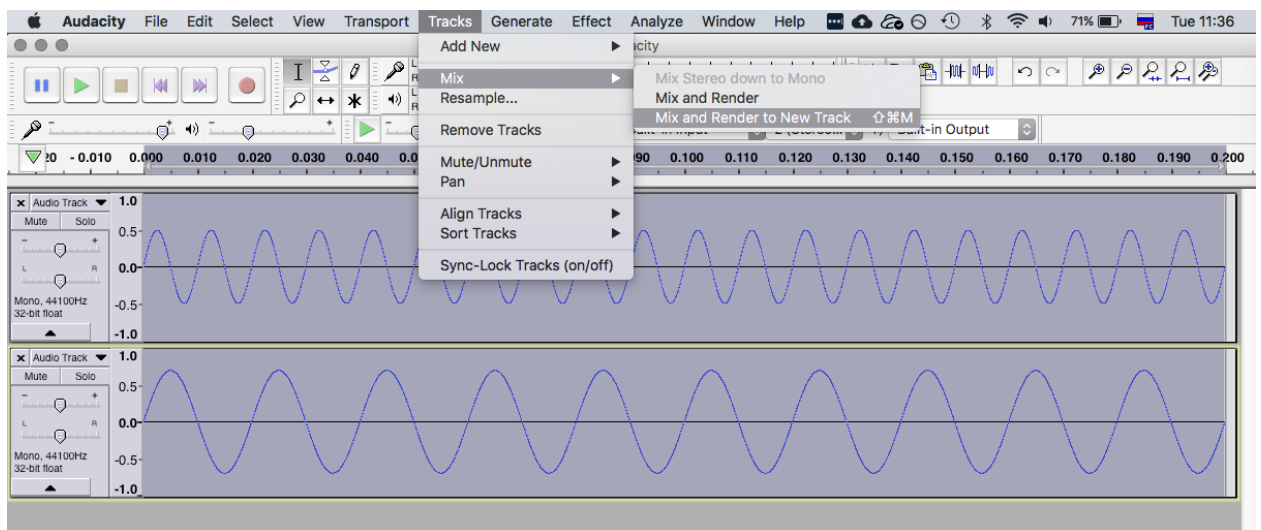 Audacity File Edit Select View Transport Tracks Generate Effect Analyze Window Help 71% Tue 11:36
Add New
Mix
Resample...
Remove Tracks
Mute/Unmute
Pan
Align Tracks
Sort Tracks
Sync-Lock Tracks (on/off)
Mix Stereo down to Mono
Mix and Render
Mix and Render to New Track ⇧⌘M
acity
L
R
L
R
-in Output
20 - 0.010 0.000 0.010 0.020 0.030 0.040 0.0 90 0.100 0.110 0.120 0.130 0.140 0.150 0.160 0.170 0.180 0.190 0.200
x Audio Track 1.0
Mute Solo
0.5
- +
L R
0.0
Mono, 44100Hz
32-bit float
-0.5
-1.0
x Audio Track 1.0
Mute Solo
0.5
- +
L R
0.0
Mono, 44100Hz
32-bit float
-0.5
-1.0